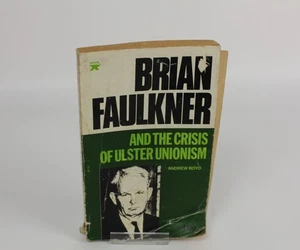 BRIAN
FAULKNER
AND THE CRISIS
OF ULSTER UNIONISM
ANDREW BOYD